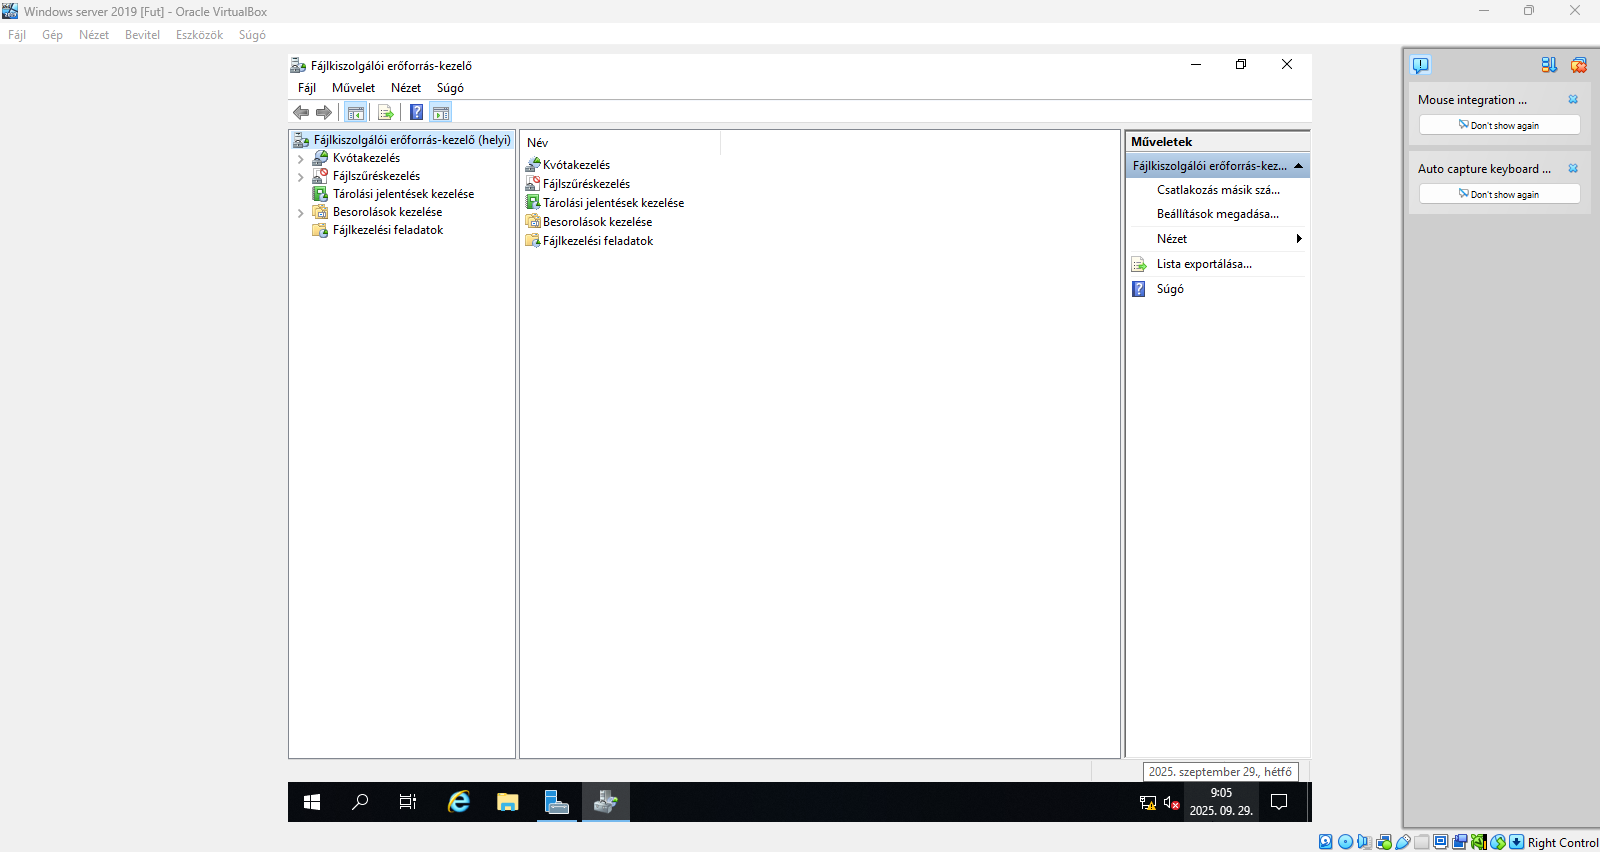 Windows server 2019 [Fut] - Oracle VirtualBox
Fájl Gép Nézet Bevitel Eszközök Súgó
Fájlkiszolgálói erőforrás-kezelő
Fájl Művelet Nézet Súgó
Fájlkiszolgálói erőforrás-kezelő (helyi)
Kvótakezelés
Fájlszűréskezelés
Tárolási jelentések kezelése
Besorolások kezelése
Fájlkezelési feladatok
Név
Kvótakezelés
Fájlszűréskezelés
Tárolási jelentések kezelése
Besorolások kezelése
Fájlkezelési feladatok
Műveletek
Fájlkiszolgálói erőforrás-kez...
Csatlakozás másik szá...
Beállítások megadása...
Nézet
Lista exportálása...
Súgó
Mouse integration ...
Don't show again
Auto capture keyboard ...
Don't show again
2025. szeptember 29., hétfő
9:05
2025. 09. 29.
Right Control